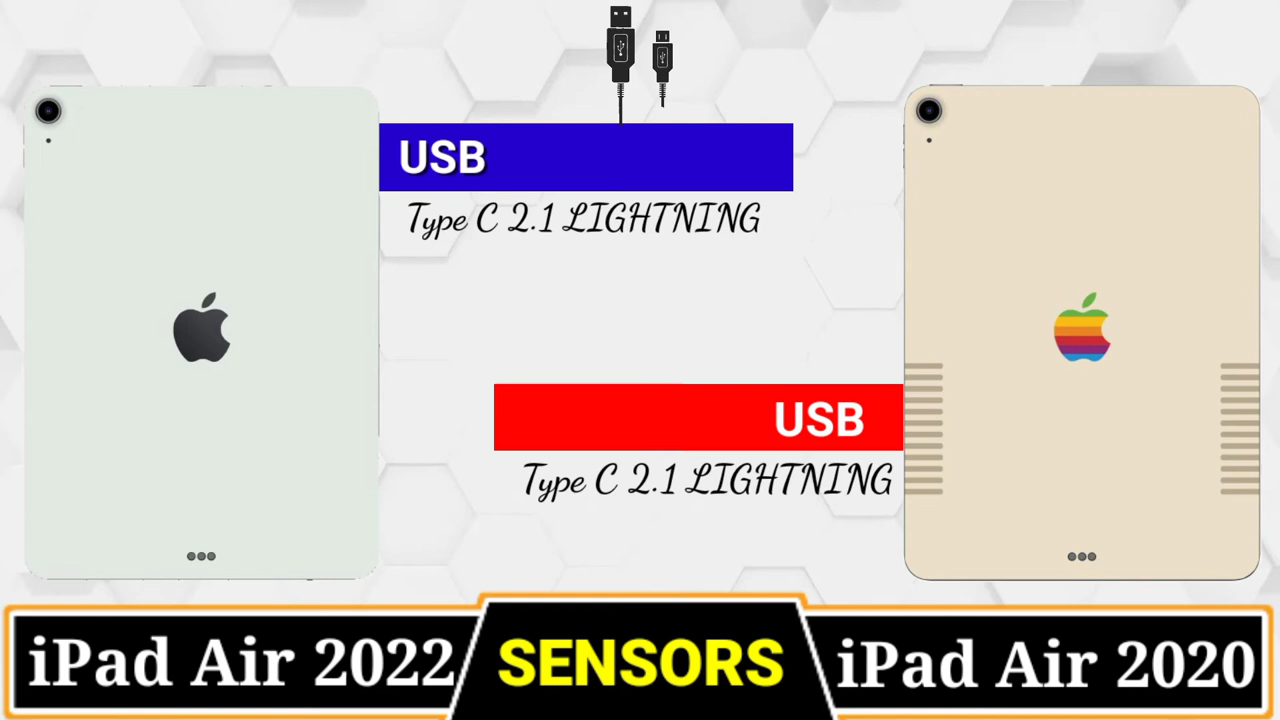 USB
Type C 2.1 LIGHTNING
USB
Type C 2.1 LIGHTNING
iPad Air 2022
SENSORS
iPad Air 2020